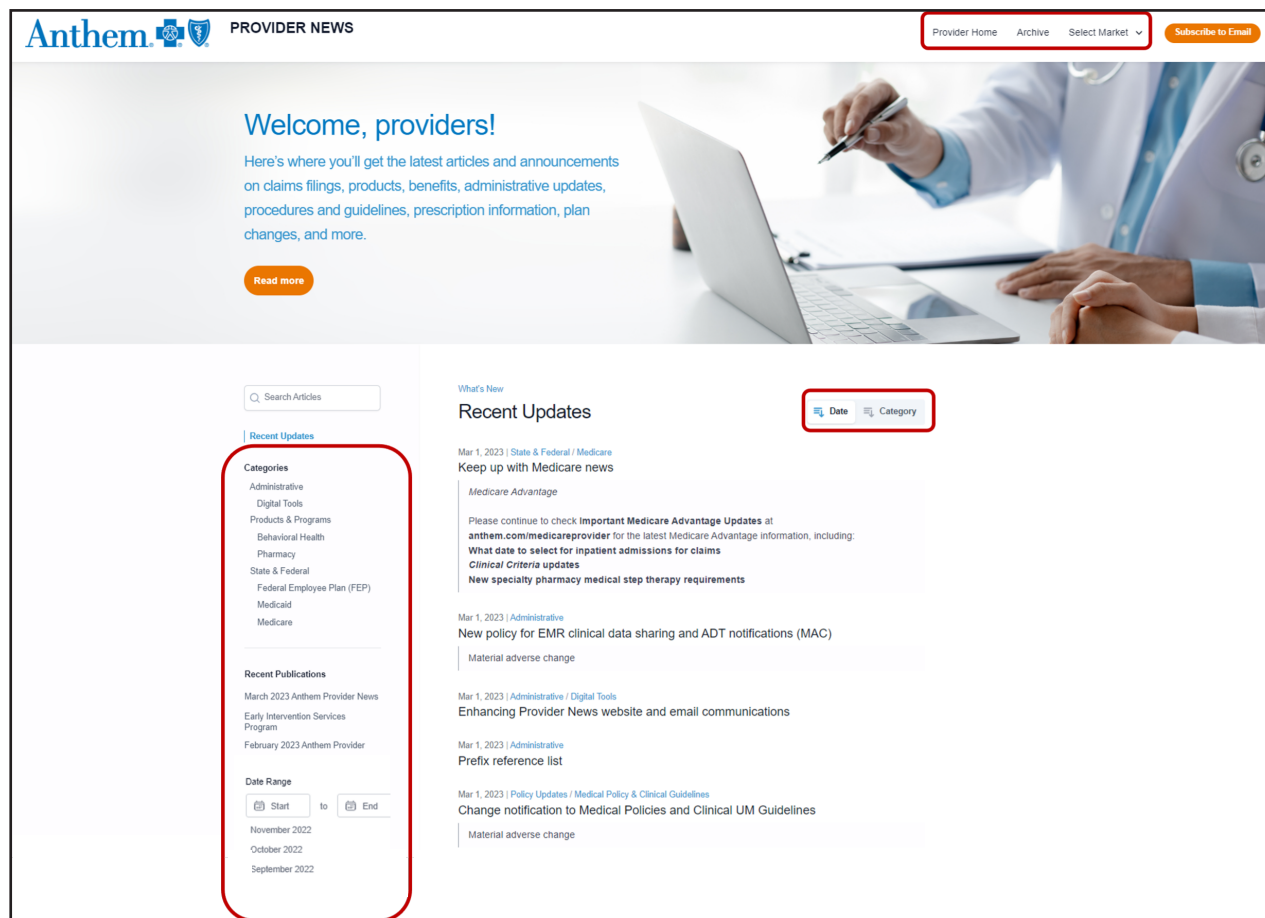 Anthem. PROVIDER NEWS
Provider Home Archive Select Market Subscribe to Email
Welcome, providers!
Here's where you'll get the latest articles and announcements
on claims filings, products, benefits, administrative updates,
procedures and guidelines, prescription information, plan
changes, and more.
Read more
Search Articles
Recent Updates
Categories
Administrative
Digital Tools
Products & Programs
Behavioral Health
Pharmacy
State & Federal
Federal Employee Plan (FEP)
Medicaid
Medicare
Recent Publications
March 2023 Anthem Provider News
Early Intervention Services
Program
February 2023 Anthem Provider
Date Range
Start to End
November 2022
October 2022
September 2022
What's New
Recent Updates
Date Category
Mar 1, 2023 | State & Federal / Medicare
Keep up with Medicare news
Medicare Advantage
Please continue to check Important Medicare Advantage Updates at
anthem.com/medicareprovider for the latest Medicare Advantage information, including:
What date to select for inpatient admissions for claims
Clinical Criteria updates
New specialty pharmacy medical step therapy requirements
Mar 1, 2023 | Administrative
New policy for EMR clinical data sharing and ADT notifications (MAC)
Material adverse change
Mar 1, 2023 | Administrative / Digital Tools
Enhancing Provider News website and email communications
Mar 1, 2023 | Administrative
Prefix reference list
Mar 1, 2023 | Policy Updates / Medical Policy & Clinical Guidelines
Change notification to Medical Policies and Clinical UM Guidelines
Material adverse change